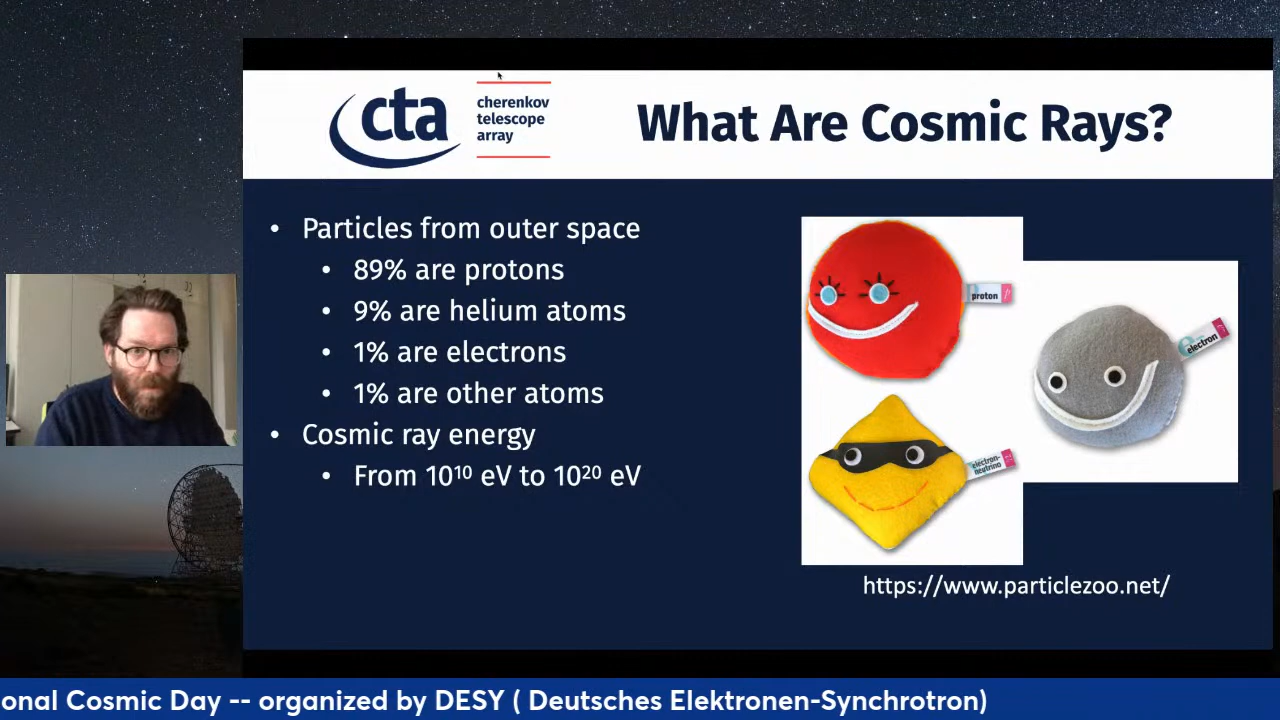 cta
cherenkov
telescope
array
What Are Cosmic Rays?
• Particles from outer space
• 89% are protons
• 9% are helium atoms
• 1% are electrons
• 1% are other atoms
• Cosmic ray energy
• From 10¹⁰ eV to 10²⁰ eV
proton
electron
electron-
neutrino
https://www.particlezoo.net/
onal Cosmic Day -- organized by DESY ( Deutsches Elektronen-Synchrotron)